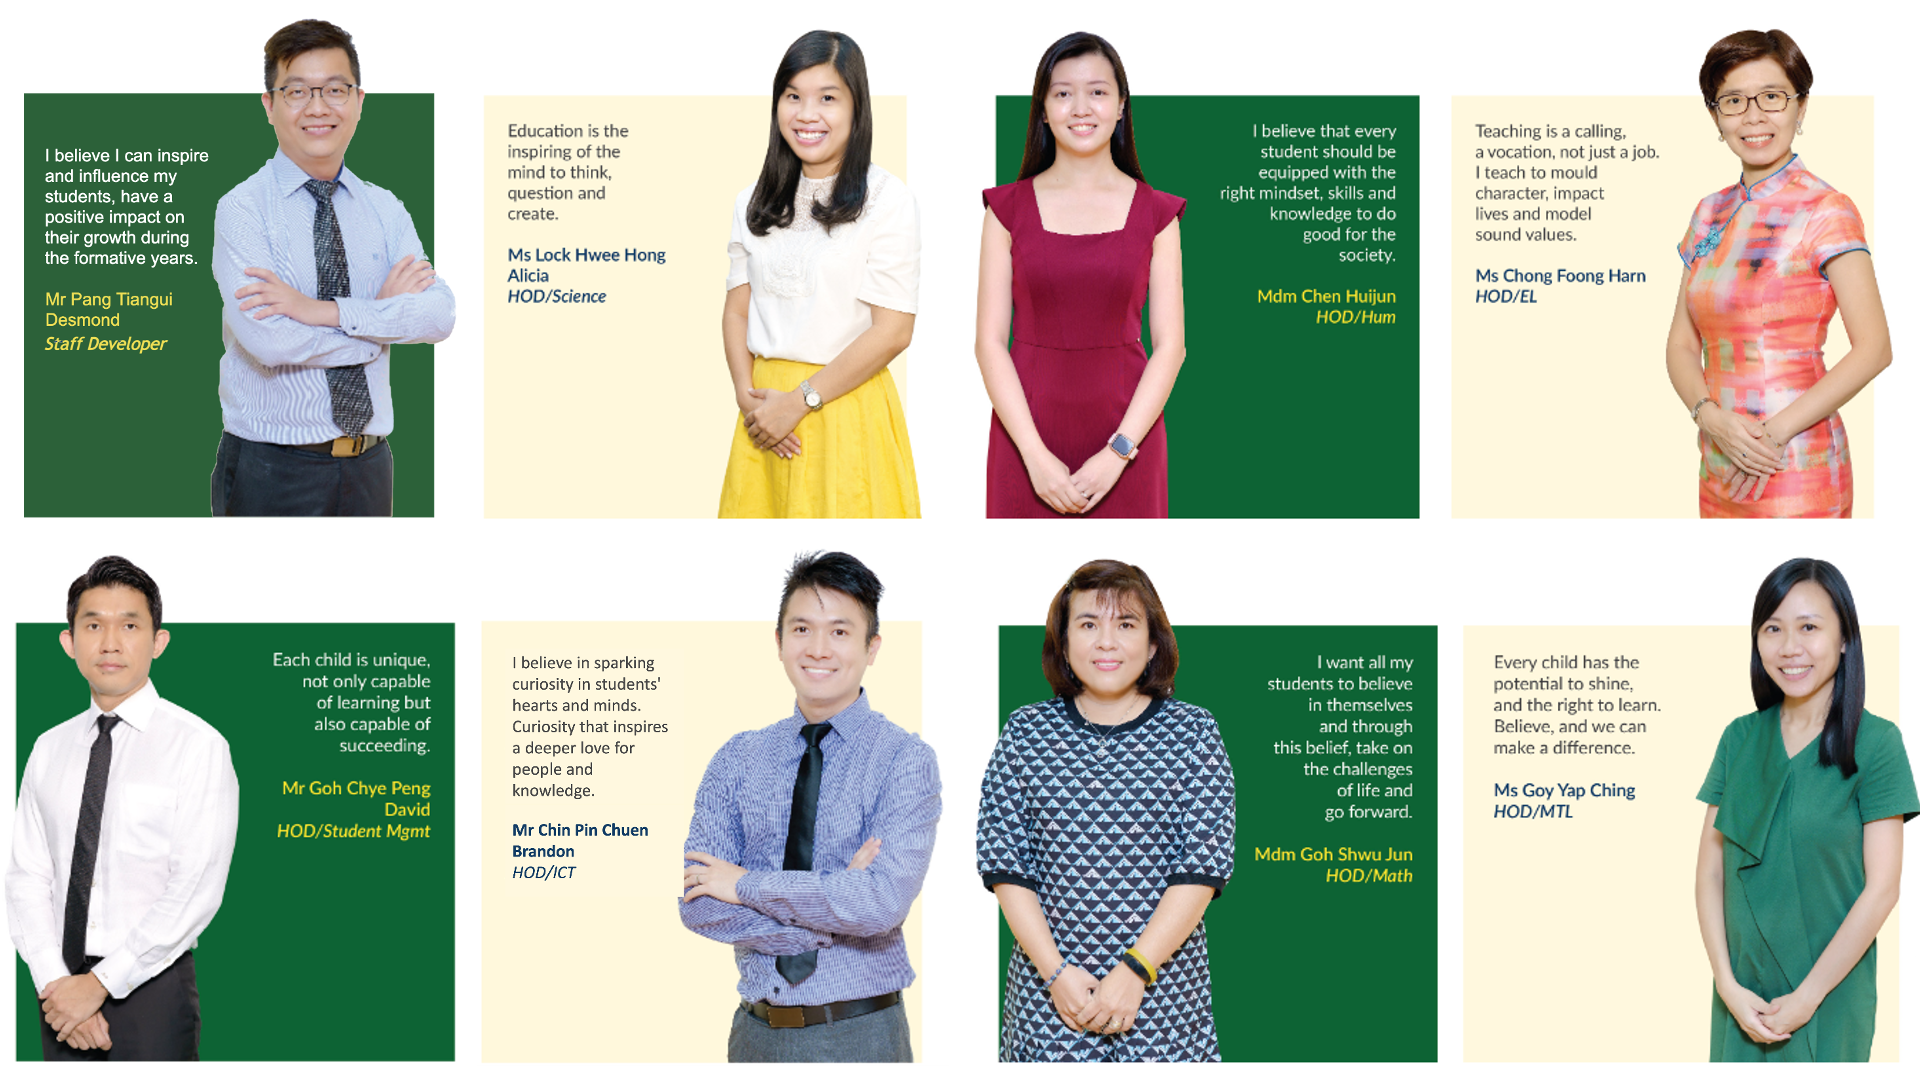 I believe I can inspire
and influence my
students, have a
positive impact on
their growth during
the formative years.
Mr Pang Tiangui
Desmond
Staff Developer
Education is the
inspiring of the
mind to think,
question and
create.
Ms Lock Hwee Hong
Alicia
HOD/Science
I believe that every
student should be
equipped with the
right mindset, skills and
knowledge to do
good for the
society.
Mdm Chen Huijun
HOD/Hum
Teaching is a calling,
a vocation, not just a job.
I teach to mould
character, impact
lives and model
sound values.
Ms Chong Foong Harn
HOD/EL
Each child is unique,
not only capable
of learning but
also capable of
succeeding.
Mr Goh Chye Peng
David
HOD/Student Mgmt
I believe in sparking
curiosity in students'
hearts and minds.
Curiosity that inspires
a deeper love for
people and
knowledge.
Mr Chin Pin Chuen
Brandon
HOD/ICT
I want all my
students to believe
in themselves
and through
this belief, take on
the challenges
of life and
go forward.
Mdm Goh Shwu Jun
HOD/Math
Every child has the
potential to shine,
and the right to learn.
Believe, and we can
make a difference.
Ms Goy Yap Ching
HOD/MTL